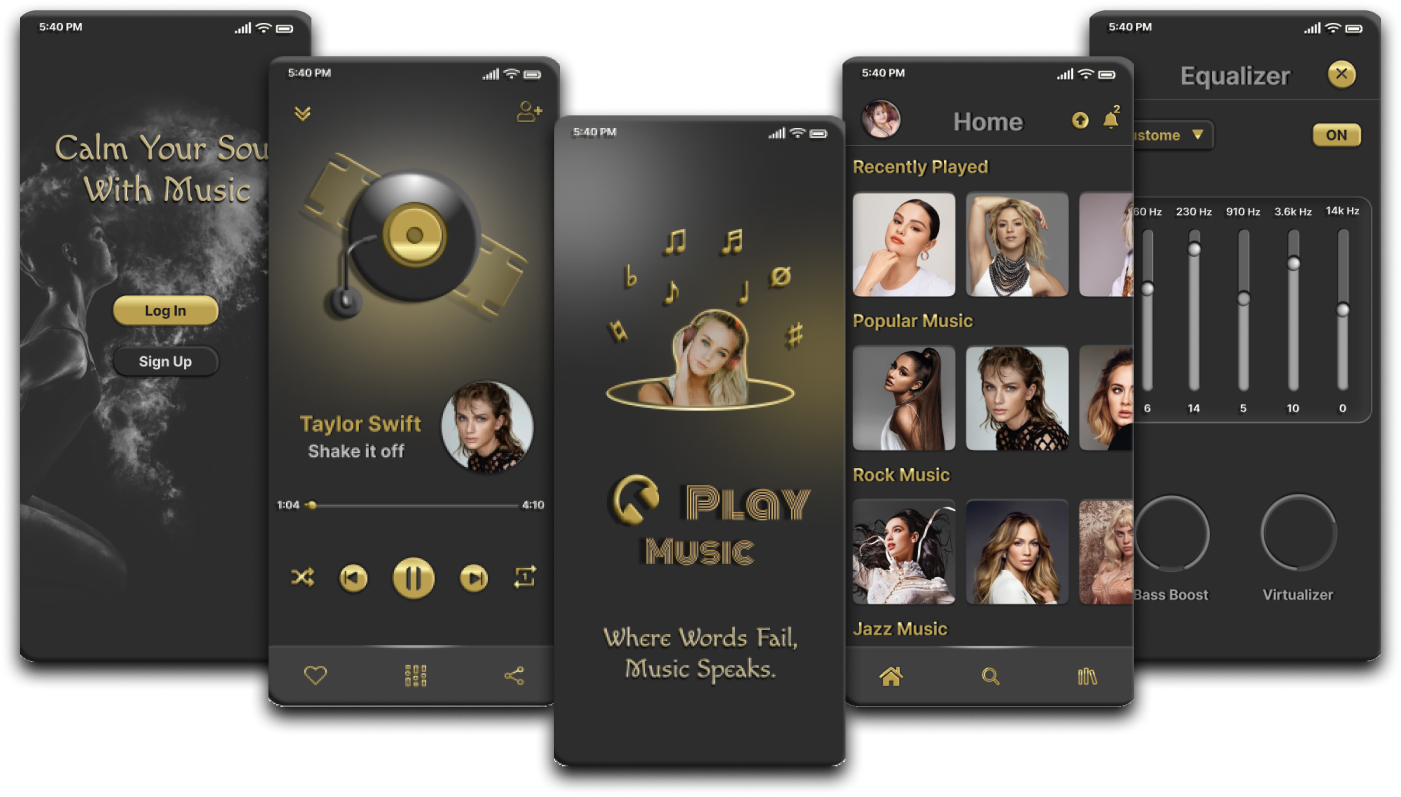 5:40 PM
Calm Your Sou
With Music
Log In
Sign Up
5:40 PM
Taylor Swift
Shake it off
1:04
4:10
1
5:40 PM
Play
Music
Where Words Fail,
Music Speaks.
5:40 PM
Home
2
Recently Played
Popular Music
Rock Music
Jazz Music
5:40 PM
Equalizer
ustome
ON
60 Hz 230 Hz 910 Hz 3.6k Hz 14k Hz
6 14 5 10 0
Bass Boost
Virtualizer